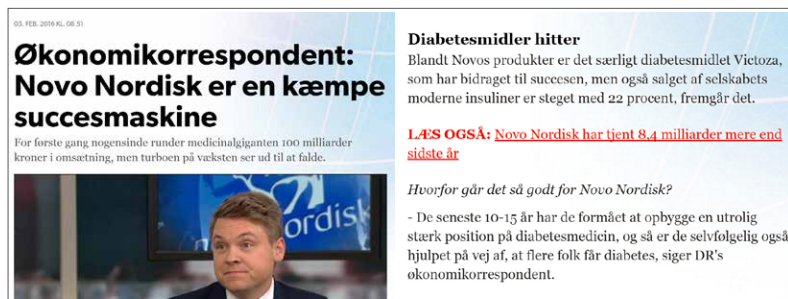 03. FEB. 2016 KL. 08.51
Økonomikorrespondent:
Novo Nordisk er en kæmpe
succesmaskine
For første gang nogensinde runder medicinalgiganten 100 milliarder
kroner i omsætning, men turboen på væksten ser ud til at falde.
ordisk
Diabetesmidler hitter
Blandt Novos produkter er det særligt diabetesmidlet Victoza,
som har bidraget til succesen, men også salget af selskabets
moderne insuliner er steget med 22 procent, fremgår det.
LÆS OGSÅ: Novo Nordisk har tjent 8,4 milliarder mere end
sidste år
Hvorfor går det så godt for Novo Nordisk?
- De seneste 10-15 år har de formået at opbygge en utrolig
stærk position på diabetesmedicin, og så er de selvfølgelig også
hjulpet på vej af, at flere folk får diabetes, siger DR's
økonomikorrespondent.